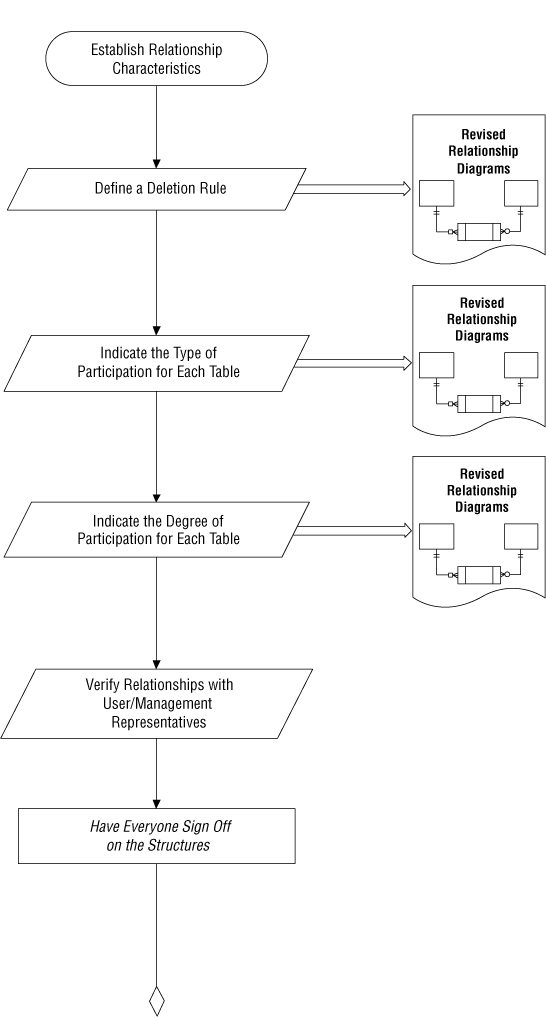 Establish Relationship
Characteristics
Define a Deletion Rule
Revised
Relationship
Diagrams
Indicate the Type of
Participation for Each Table
Revised
Relationship
Diagrams
Indicate the Degree of
Participation for Each Table
Revised
Relationship
Diagrams
Verify Relationships with
User/Management
Representatives
Have Everyone Sign Off
on the Structures